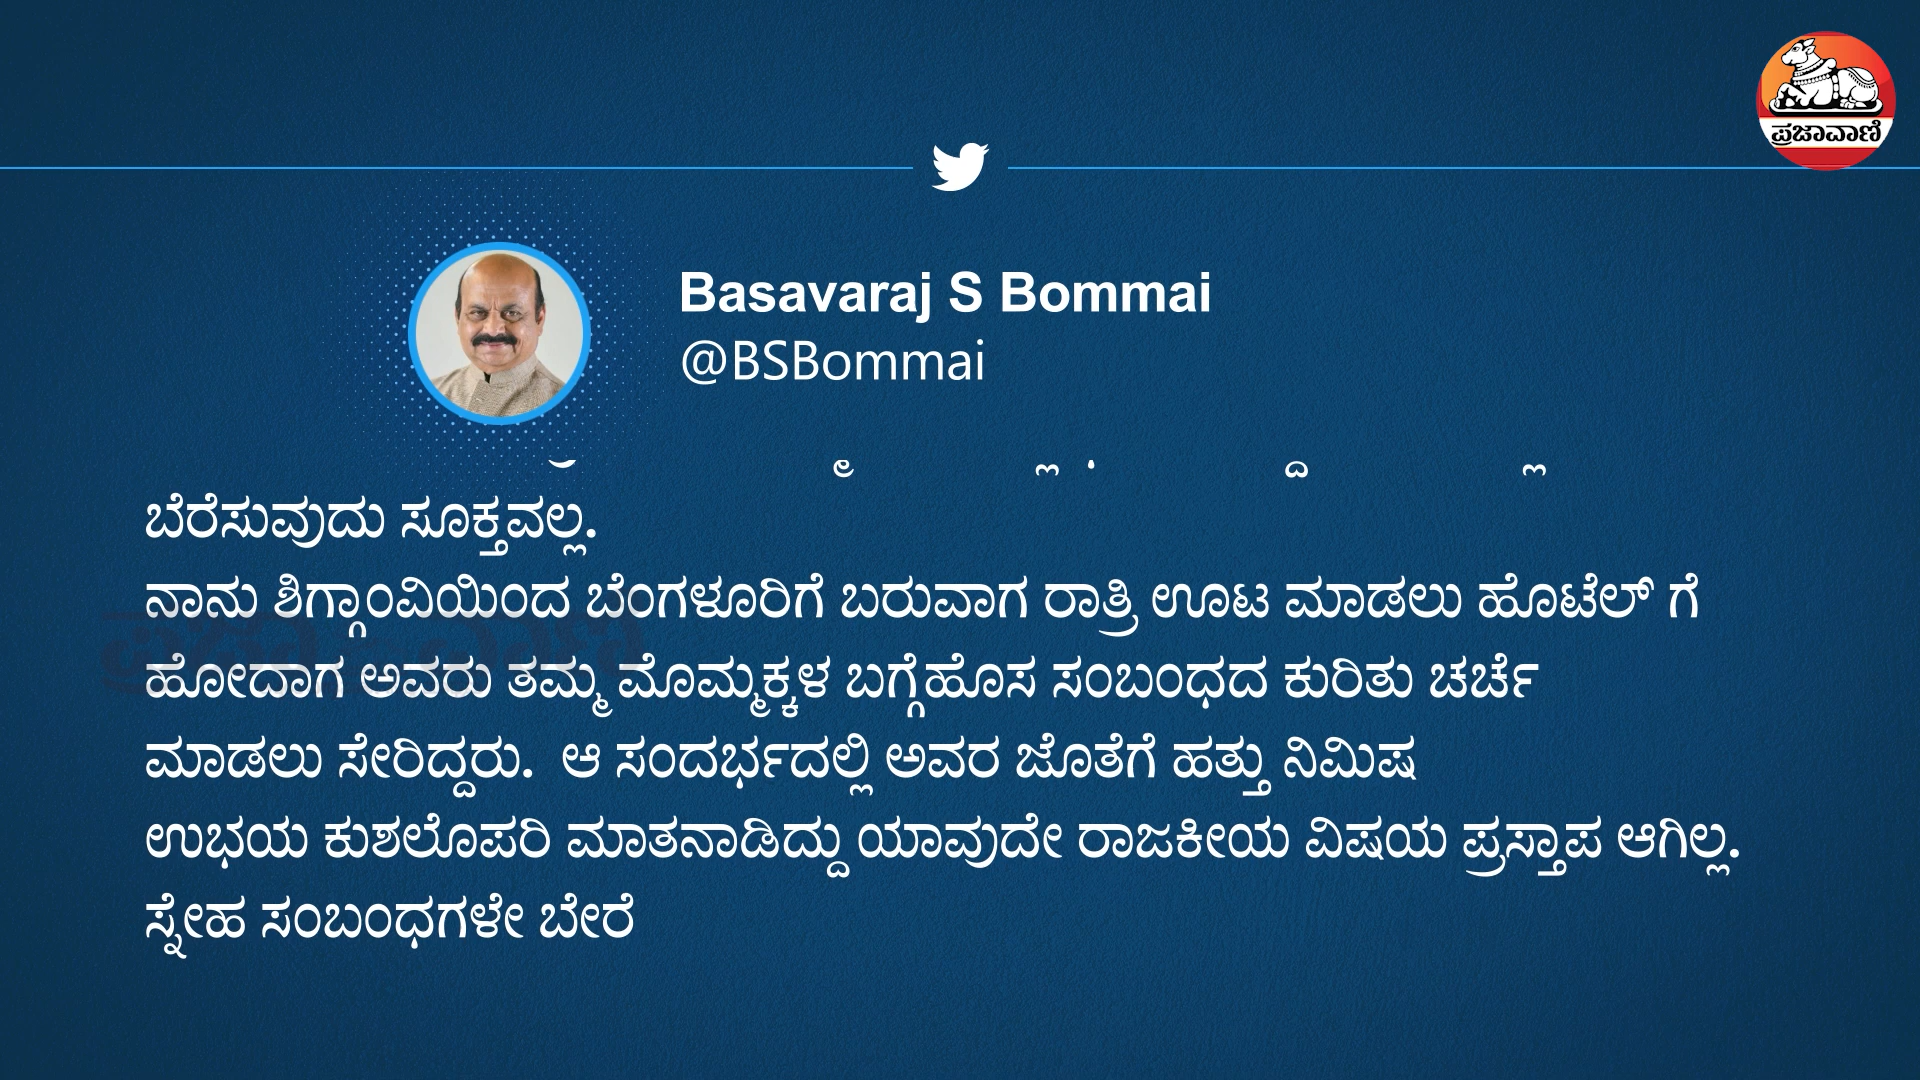 ಪ್ರಜಾವಾಣಿ
Basavaraj S Bommai
@BSBommai
ಬೆರೆಸುವುದು ಸೂಕ್ತವಲ್ಲ.
ನಾನು ಶಿಗ್ಗಾಂವಿಯಿಂದ ಬೆಂಗಳೂರಿಗೆ ಬರುವಾಗ ರಾತ್ರಿ ಊಟ ಮಾಡಲು ಹೊಟೆಲ್ ಗೆ
ಹೋದಾಗ ಅವರು ತಮ್ಮ ಮೊಮ್ಮಕ್ಕಳ ಬಗ್ಗೆಹೊಸ ಸಂಬಂಧದ ಕುರಿತು ಚರ್ಚೆ
ಮಾಡಲು ಸೇರಿದ್ದರು. ಆ ಸಂದರ್ಭದಲ್ಲಿ ಅವರ ಜೊತೆಗೆ ಹತ್ತು ನಿಮಿಷ
ಉಭಯ ಕುಶಲೊಪರಿ ಮಾತನಾಡಿದ್ದು ಯಾವುದೇ ರಾಜಕೀಯ ವಿಷಯ ಪ್ರಸ್ತಾಪ ಆಗಿಲ್ಲ.
ಸ್ನೇಹ ಸಂಬಂಧಗಳೇ ಬೇರೆ